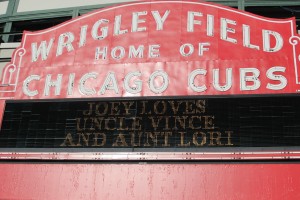 WRIGLEY FIELD
HOME OF
CHICAGO CUBS
JOEY LOVES
UNCLE VINCE
AND AUNT LORI